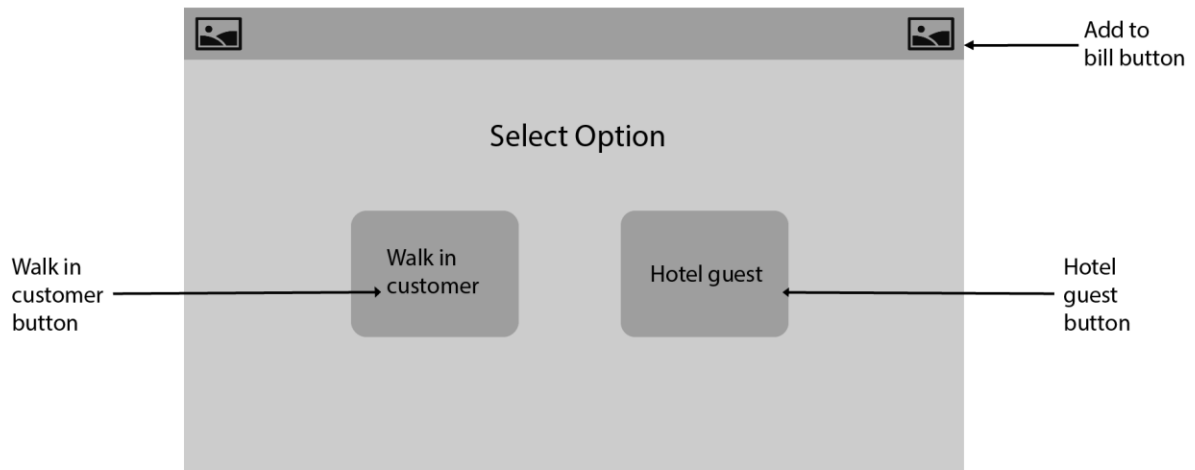 Add to
bill button
Select Option
Walk in
customer
button
Walk in
customer
Hotel guest
Hotel
guest
button